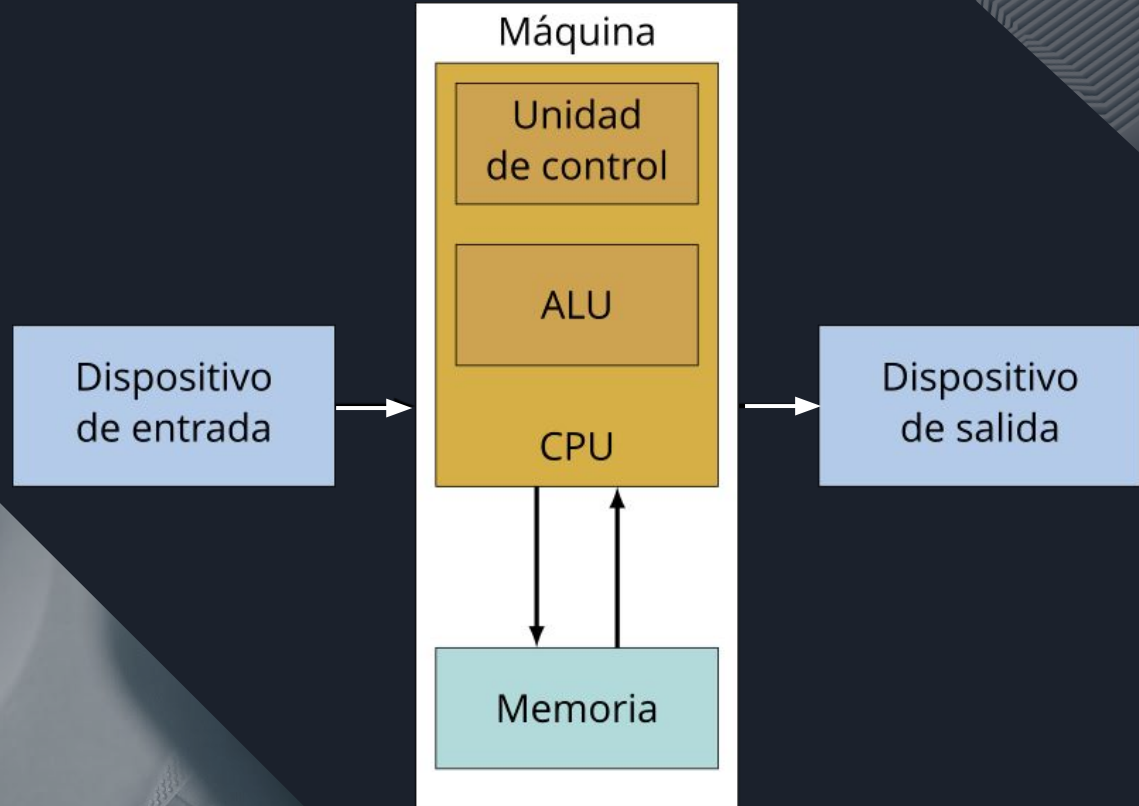 Máquina
Unidad
de control
ALU
CPU
Dispositivo
de entrada
Dispositivo
de salida
Memoria